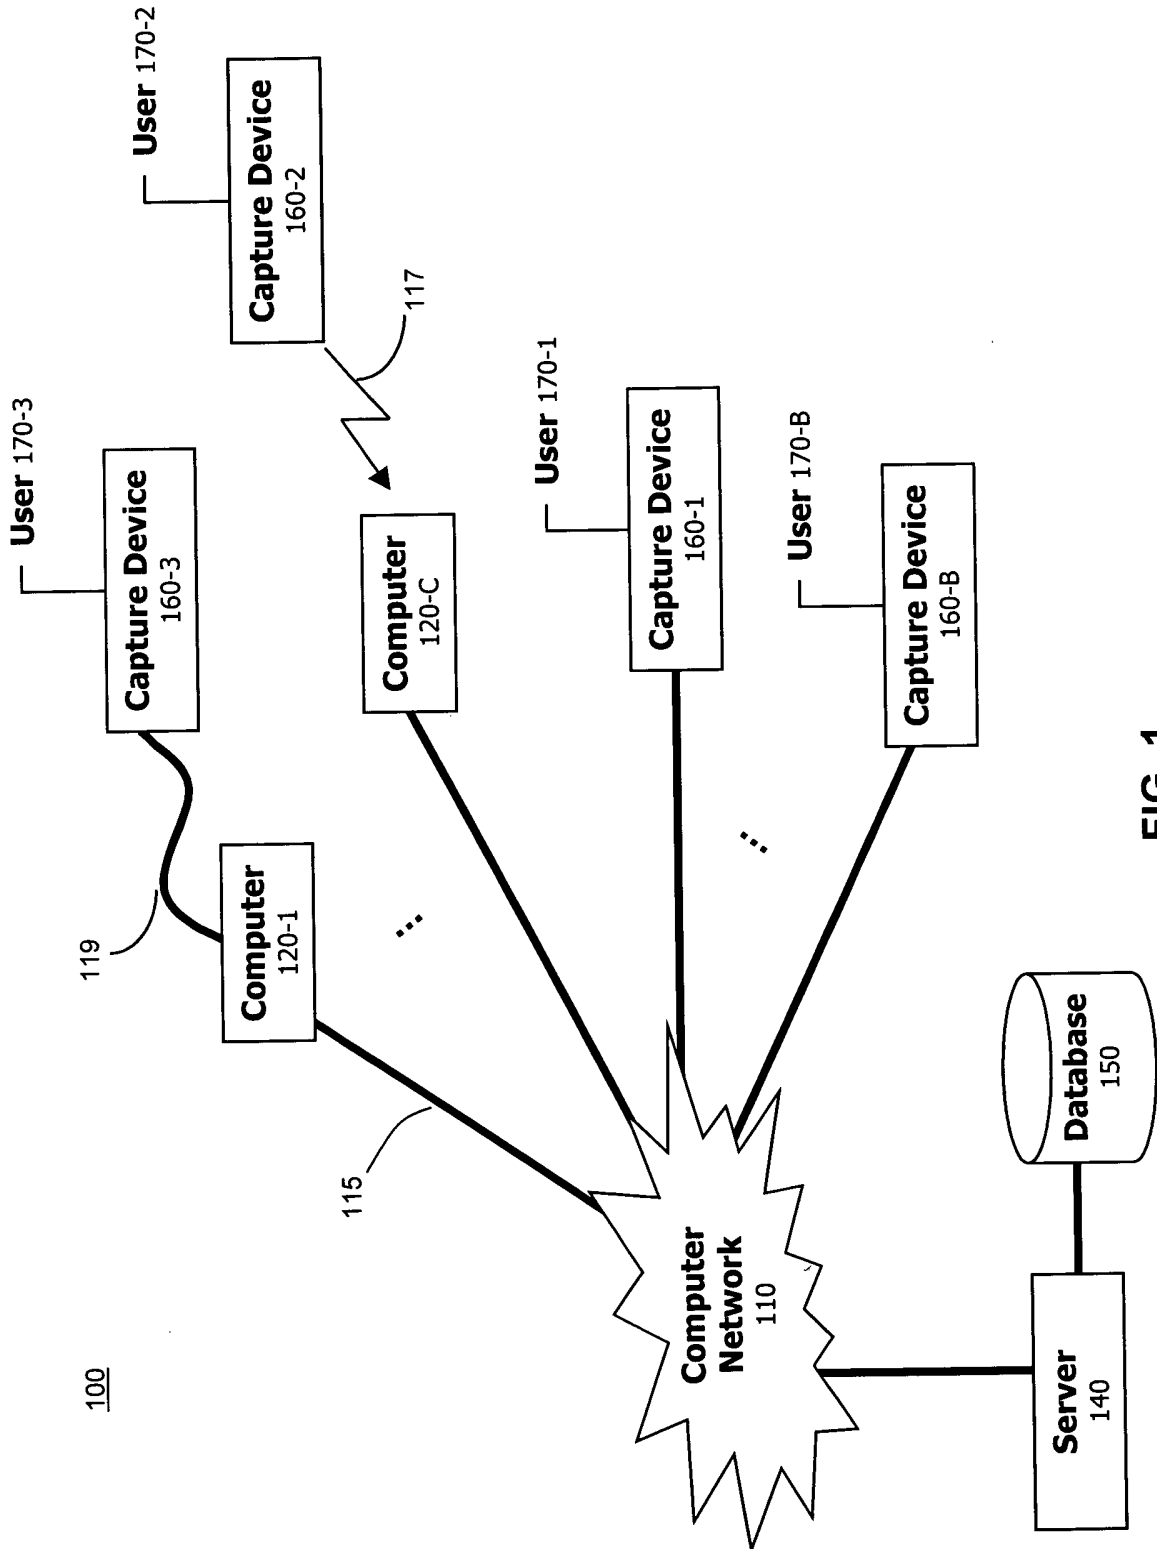 User 170-3
100
119
User 170-2
Capture Device
160-3
Computer
120-1
Capture Device
160-2
115
Computer
120-C
117
User 170-1
Capture Device
160-1
Computer
Network
110
User 170-B
Capture Device
160-B
Server
140
Database
150
FIG. 1